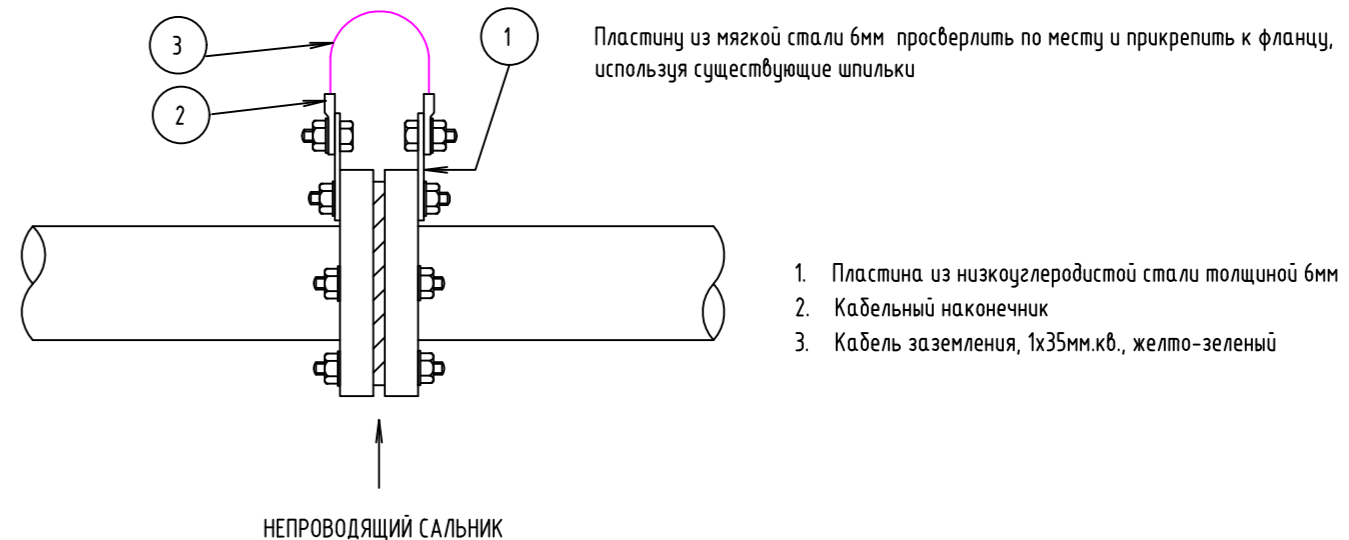 3
1
2
Пластину из мягкой стали 6мм просверлить по месту и прикрепить к фланцу,
используя существующие шпильки
1. Пластина из низкоуглеродистой стали толщиной 6мм
2. Кабельный наконечник
3. Кабель заземления, 1х35мм.кв., желто-зеленый
НЕПРОВОДЯЩИЙ САЛЬНИК